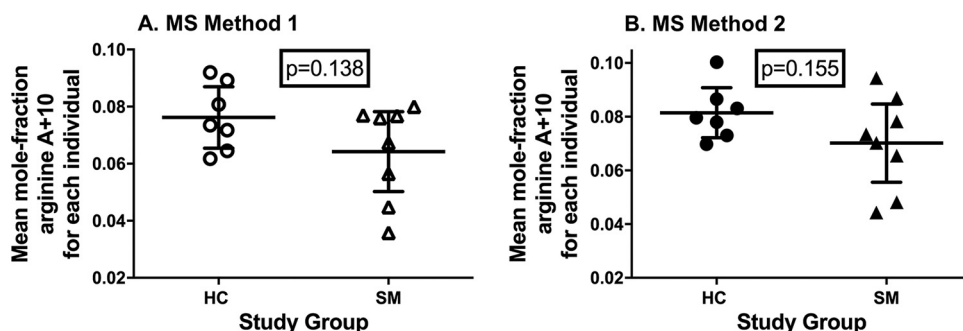 A. MS Method 1
Mean mole-fraction
arginine A+10
for each individual
0.10
0.08
0.06
0.04
0.02
p=0.138
HC
SM
Study Group
B. MS Method 2
Mean mole-fraction
arginine A+10
for each individual
0.10
0.08
0.06
0.04
0.02
p=0.155
HC
SM
Study Group